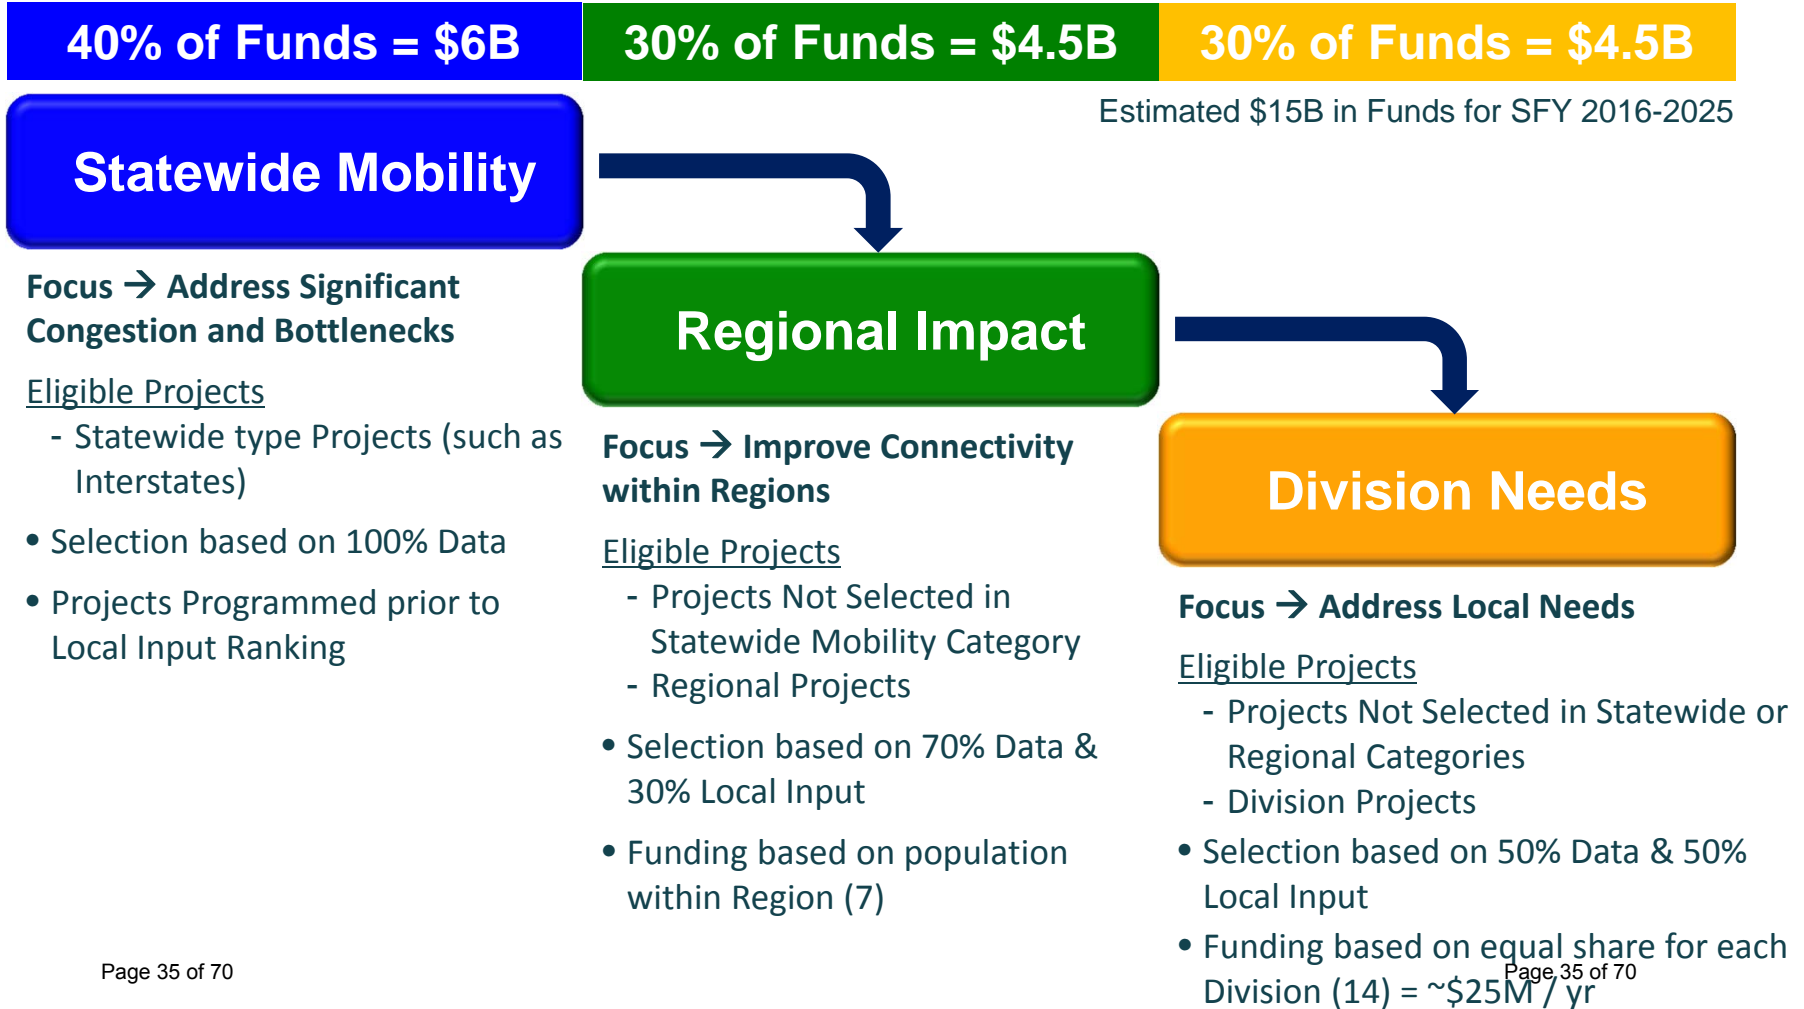 40% of Funds = $6B
30% of Funds = $4.5B
30% of Funds = $4.5B
Estimated $15B in Funds for SFY 2016-2025
Statewide Mobility
Focus → Address Significant
Congestion and Bottlenecks
Eligible Projects
- Statewide type Projects (such as
Interstates)
• Selection based on 100% Data
• Projects Programmed prior to
Local Input Ranking
Regional Impact
Focus → Improve Connectivity
within Regions
Eligible Projects
- Projects Not Selected in
Statewide Mobility Category
- Regional Projects
• Selection based on 70% Data &
30% Local Input
• Funding based on population
within Region (7)
Division Needs
Focus → Address Local Needs
Eligible Projects
- Projects Not Selected in Statewide or
Regional Categories
- Division Projects
• Selection based on 50% Data & 50%
Local Input
• Funding based on equal share for each
Division (14) = ~$25M / yr
Page 35 of 70
Page 35 of 70